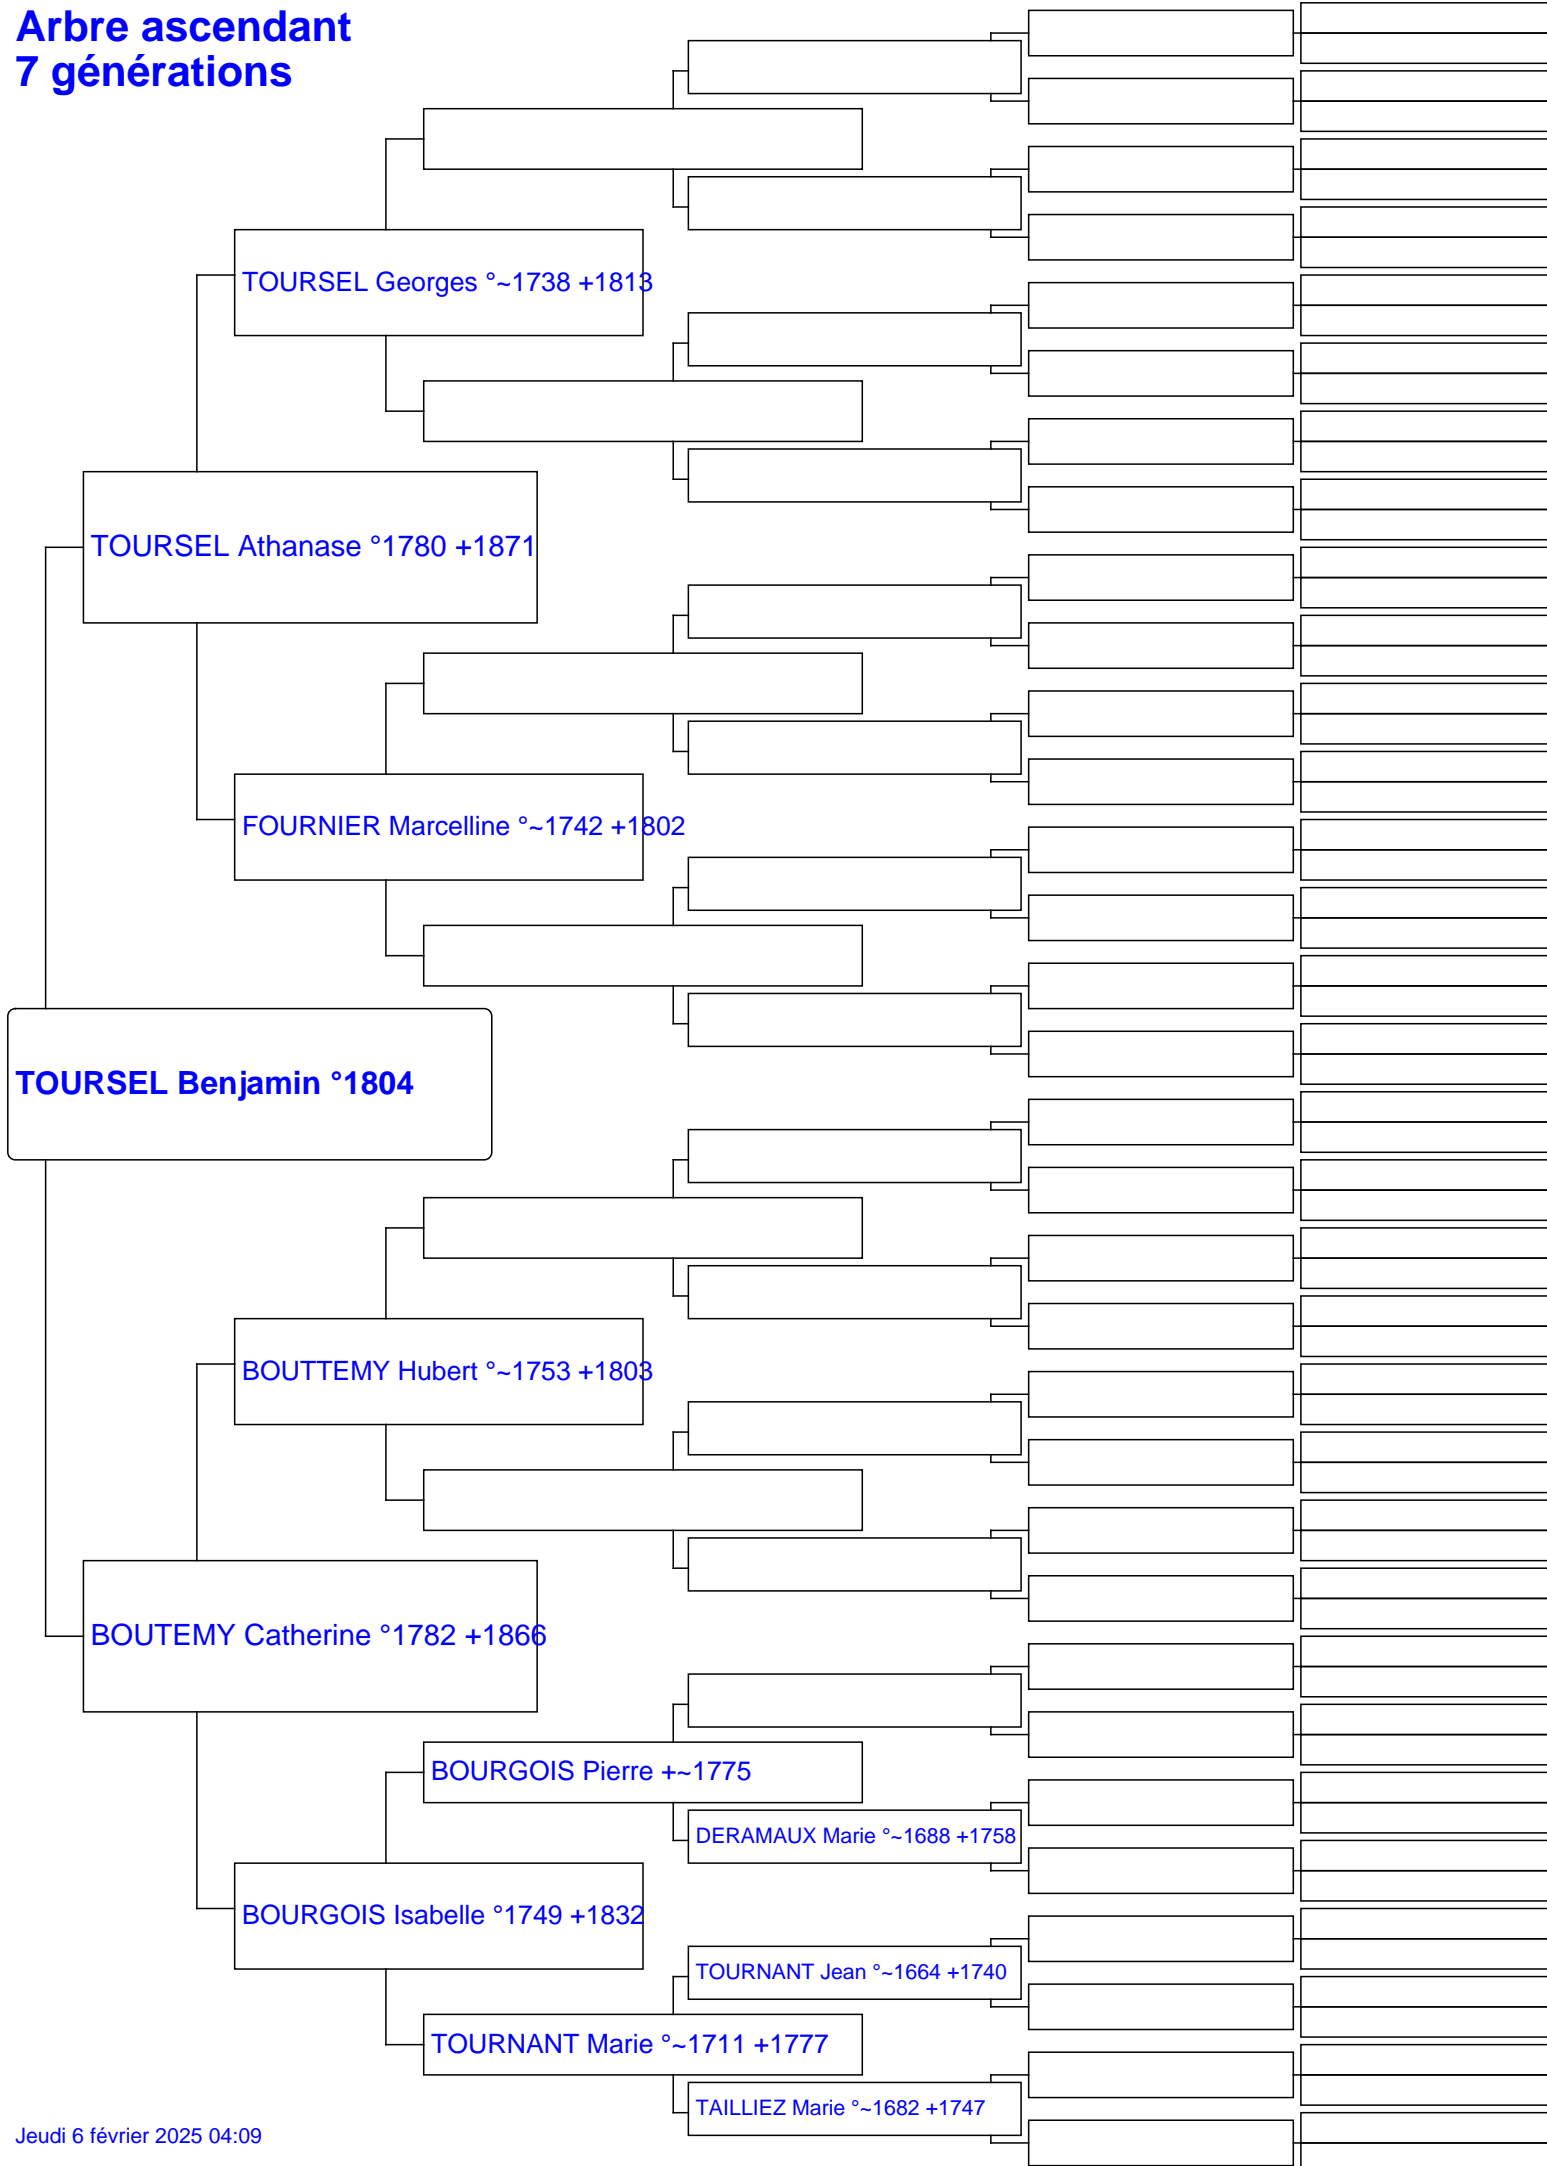 Arbre ascendant
7 générations
TOURSEL Georges °~1738 +1813
TOURSEL Athanase °1780 +1871
FOURNIER Marcelline °~1742 +1802
TOURSEL Benjamin °1804
BOUTTEMY Hubert °~1753 +1803
BOUTEMY Catherine °1782 +1866
BOURGOIS Pierre +~1775
DERAMAUX Marie °~1688 +1758
BOURGOIS Isabelle °1749 +1832
TOURNANT Jean °~1664 +1740
TOURNANT Marie °~1711 +1777
TAILLIEZ Marie °~1682 +1747
Jeudi 6 février 2025 04:09